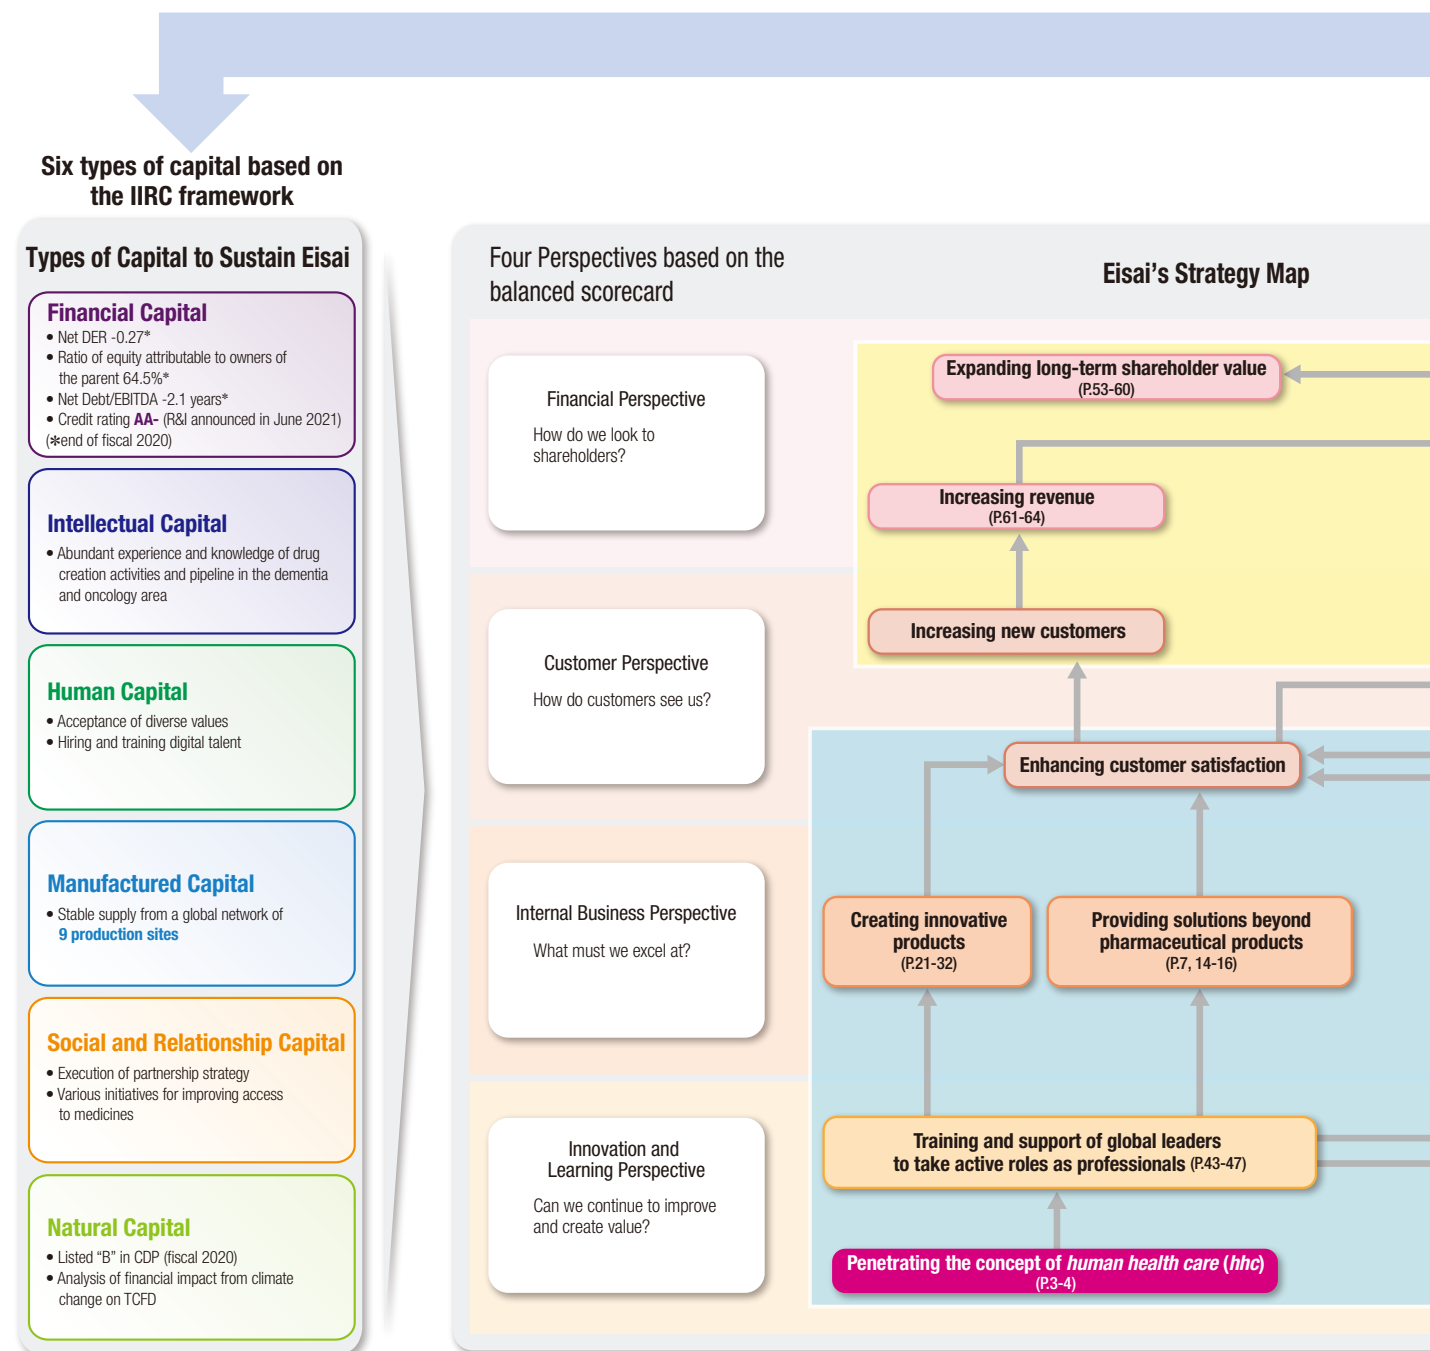 Six types of capital based on
the IIRC framework
Types of Capital to Sustain Eisai
Financial Capital
• Net DER -0.27*
• Ratio of equity attributable to owners of
the parent 64.5%*
• Net Debt/EBITDA -2.1 years*
• Credit rating AA- (R&I announced in June 2021)
(*end of fiscal 2020)
Intellectual Capital
• Abundant experience and knowledge of drug
creation activities and pipeline in the dementia
and oncology area
Human Capital
• Acceptance of diverse values
• Hiring and training digital talent
Manufactured Capital
• Stable supply from a global network of
9 production sites
Social and Relationship Capital
• Execution of partnership strategy
• Various initiatives for improving access
to medicines
Natural Capital
• Listed “B” in CDP (fiscal 2020)
• Analysis of financial impact from climate
change on TCFD
Four Perspectives based on the
balanced scorecard
Financial Perspective
How do we look to
shareholders?
Customer Perspective
How do customers see us?
Internal Business Perspective
What must we excel at?
Innovation and
Learning Perspective
Can we continue to improve
and create value?
Eisai’s Strategy Map
Expanding long-term shareholder value
(P.53-60)
Increasing revenue
(P.61-64)
Increasing new customers
Enhancing customer satisfaction
Creating innovative
products
(P.21-32)
Providing solutions beyond
pharmaceutical products
(P.7, 14-16)
Training and support of global leaders
to take active roles as professionals (P.43-47)
Penetrating the concept of human health care (hhc)
(P.3-4)